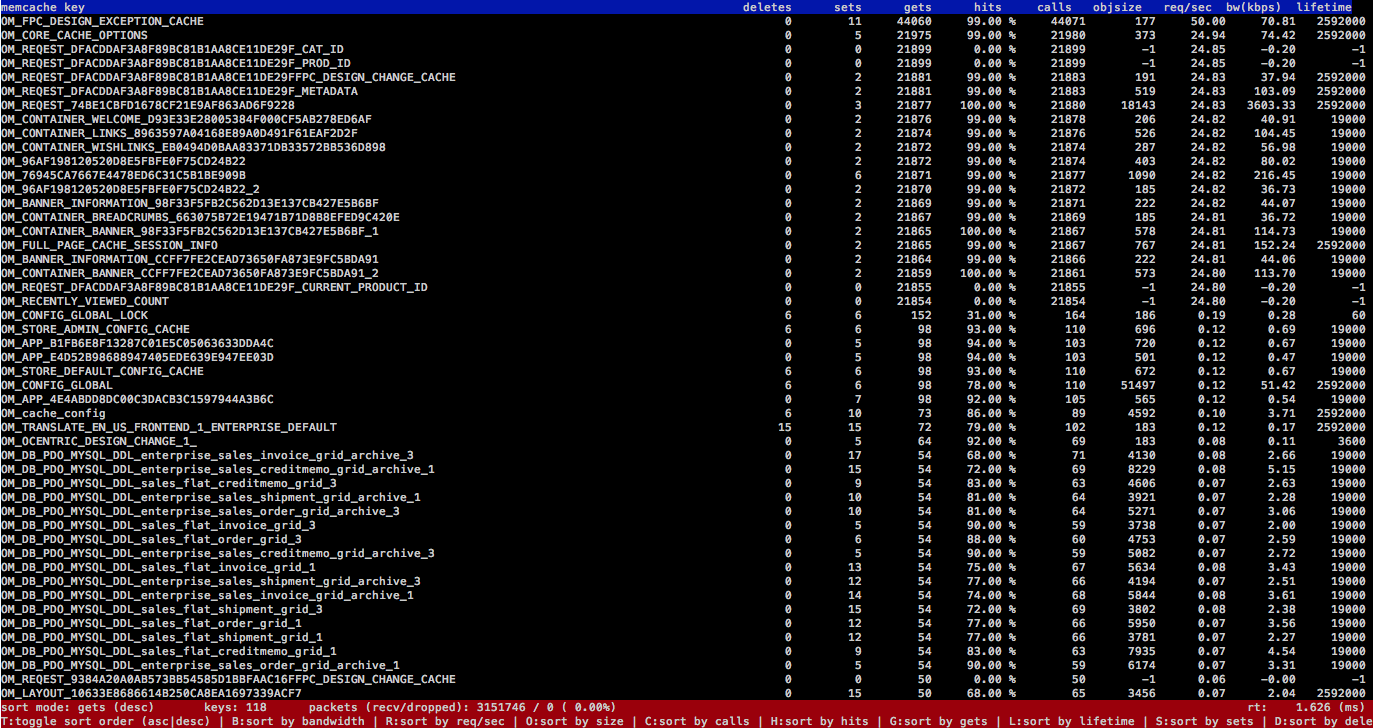 memcache key deletes sets gets hits calls objsize req/sec bw(kbps) lifetime
OM_FPC_DESIGN_EXCEPTION_CACHE 0 11 44060 99.00 % 44071 177 50.00 70.81 2592000
OM_CORE_CACHE_OPTIONS 0 5 21975 99.00 % 21980 373 24.94 74.42 2592000
OM_REQEST_DFACDDAF3A8F89BC81B1AA8CE11DE29F_CAT_ID 0 0 21899 0.00 % 21899 -1 24.85 -0.20 -1
OM_REQEST_DFACDDAF3A8F89BC81B1AA8CE11DE29F_PROD_ID 0 0 21899 0.00 % 21899 -1 24.85 -0.20 -1
OM_REQEST_DFACDDAF3A8F89BC81B1AA8CE11DE29FFPC_DESIGN_CHANGE_CACHE 0 2 21881 99.00 % 21883 191 24.83 37.94 2592000
OM_REQEST_DFACDDAF3A8F89BC81B1AA8CE11DE29F_METADATA 0 2 21881 99.00 % 21883 519 24.83 103.09 2592000
OM_REQEST_74BE1CBFD1678CF21E9AF863AD6F9228 0 3 21877 100.00 % 21880 18143 24.83 3603.33 2592000
OM_CONTAINER_WELCOME_D93E33E28005384F000CF5AB278ED6AF 0 2 21876 99.00 % 21878 206 24.82 40.91 19000
OM_CONTAINER_LINKS_8963597A04168E89A0D491F61EAF2D2F 0 2 21874 99.00 % 21876 526 24.82 104.45 19000
OM_CONTAINER_WISHLINKS_EB0494D0BAA83371DB33572BB536D898 0 2 21872 99.00 % 21874 287 24.82 56.98 19000
OM_96AF198120520D8E5FBFE0F75CD24B22 0 2 21872 99.00 % 21874 403 24.82 80.02 19000
OM_76945CA7667E4478ED6C31C5B1BE909B 0 6 21871 99.00 % 21877 1090 24.82 216.45 19000
OM_96AF198120520D8E5FBFE0F75CD24B22_2 0 2 21870 99.00 % 21872 185 24.82 36.73 19000
OM_BANNER_INFORMATION_98F33F5FB2C562D13E137CB427E5B6BF 0 2 21869 99.00 % 21871 222 24.82 44.07 19000
OM_CONTAINER_BREADCRUMBS_663075B72E19471B71D8B8EFED9C420E 0 2 21867 99.00 % 21869 185 24.81 36.72 19000
OM_CONTAINER_BANNER_98F33F5FB2C562D13E137CB427E5B6BF_1 0 2 21865 100.00 % 21867 578 24.81 114.73 19000
OM_FULL_PAGE_CACHE_SESSION_INFO 0 2 21865 99.00 % 21867 767 24.81 152.24 2592000
OM_BANNER_INFORMATION_CCFF7FE2CEAD73650FA873E9FC5BDA91 0 2 21864 99.00 % 21866 222 24.81 44.06 19000
OM_CONTAINER_BANNER_CCFF7FE2CEAD73650FA873E9FC5BDA91_2 0 2 21859 100.00 % 21861 573 24.80 113.70 19000
OM_REQEST_DFACDDAF3A8F89BC81B1AA8CE11DE29F_CURRENT_PRODUCT_ID 0 0 21855 0.00 % 21855 -1 24.80 -0.20 -1
OM_RECENTLY_VIEWED_COUNT 0 0 21854 0.00 % 21854 -1 24.80 -0.20 -1
OM_CONFIG_GLOBAL_LOCK 6 6 152 31.00 % 164 186 0.19 0.28 60
OM_STORE_ADMIN_CONFIG_CACHE 6 6 98 93.00 % 110 696 0.12 0.69 19000
OM_APP_B1FB6E8F13287C01E5C05063633DDA4C 0 5 98 94.00 % 103 720 0.12 0.67 19000
OM_APP_E4D52B98688947405EDE639E947EE03D 0 5 98 94.00 % 103 501 0.12 0.47 19000
OM_STORE_DEFAULT_CONFIG_CACHE 6 6 98 93.00 % 110 672 0.12 0.67 19000
OM_CONFIG_GLOBAL 6 6 98 78.00 % 110 51497 0.12 51.42 2592000
OM_APP_4E4ABDD8DC00C3DACB3C1597944A3B6C 0 7 98 92.00 % 105 565 0.12 0.54 19000
OM_cache_config 6 10 73 86.00 % 89 4592 0.10 3.71 2592000
OM_TRANSLATE_EN_US_FRONTEND_1_ENTERPRISE_DEFAULT 15 15 72 79.00 % 102 183 0.12 0.17 2592000
OM_OCENTRIC_DESIGN_CHANGE_1_ 0 5 64 92.00 % 69 183 0.08 0.11 3600
OM_DB_PDO_MYSQL_DDL_enterprise_sales_invoice_grid_archive_3 0 17 54 68.00 % 71 4130 0.08 2.66 19000
OM_DB_PDO_MYSQL_DDL_enterprise_sales_creditmemo_grid_archive_1 0 15 54 72.00 % 69 8229 0.08 5.15 19000
OM_DB_PDO_MYSQL_DDL_sales_flat_creditmemo_grid_3 0 9 54 83.00 % 63 4606 0.07 2.63 19000
OM_DB_PDO_MYSQL_DDL_enterprise_sales_shipment_grid_archive_1 0 10 54 81.00 % 64 3921 0.07 2.28 19000
OM_DB_PDO_MYSQL_DDL_enterprise_sales_order_grid_archive_3 0 10 54 81.00 % 64 5271 0.07 3.06 19000
OM_DB_PDO_MYSQL_DDL_sales_flat_invoice_grid_3 0 5 54 90.00 % 59 3738 0.07 2.00 19000
OM_DB_PDO_MYSQL_DDL_sales_flat_order_grid_3 0 6 54 88.00 % 60 4753 0.07 2.59 19000
OM_DB_PDO_MYSQL_DDL_enterprise_sales_creditmemo_grid_archive_3 0 5 54 90.00 % 59 5082 0.07 2.72 19000
OM_DB_PDO_MYSQL_DDL_sales_flat_invoice_grid_1 0 13 54 75.00 % 67 5634 0.08 3.43 19000
OM_DB_PDO_MYSQL_DDL_enterprise_sales_shipment_grid_archive_3 0 12 54 77.00 % 66 4194 0.07 2.51 19000
OM_DB_PDO_MYSQL_DDL_enterprise_sales_invoice_grid_archive_1 0 14 54 74.00 % 68 5844 0.08 3.61 19000
OM_DB_PDO_MYSQL_DDL_sales_flat_shipment_grid_3 0 15 54 72.00 % 69 3802 0.08 2.38 19000
OM_DB_PDO_MYSQL_DDL_sales_flat_order_grid_1 0 12 54 77.00 % 66 5950 0.07 3.56 19000
OM_DB_PDO_MYSQL_DDL_sales_flat_shipment_grid_1 0 12 54 77.00 % 66 3781 0.07 2.27 19000
OM_DB_PDO_MYSQL_DDL_sales_flat_creditmemo_grid_1 0 9 54 83.00 % 63 7935 0.07 4.54 19000
OM_DB_PDO_MYSQL_DDL_enterprise_sales_order_grid_archive_1 0 5 54 90.00 % 59 6174 0.07 3.31 19000
OM_REQEST_9384A20A0AB573BB54585D1BBFAAC16FFPC_DESIGN_CHANGE_CACHE 0 0 50 0.00 % 50 -1 0.06 -0.00 -1
OM_LAYOUT_10633E8686614B250CA8EA1697339ACF7 0 15 50 68.00 % 65 3456 0.07 2.04 2592000
sort mode: gets (desc) keys: 118 packets (recv/dropped): 3151746 / 0 ( 0.00%) rt: 1.626 (ms)
T:toggle sort order (asc|desc) | B:sort by bandwidth | R:sort by req/sec | O:sort by size | C:sort by calls | H:sort by hits | G:sort by gets | L:sort by lifetime | S:sort by sets | D:sort by dele